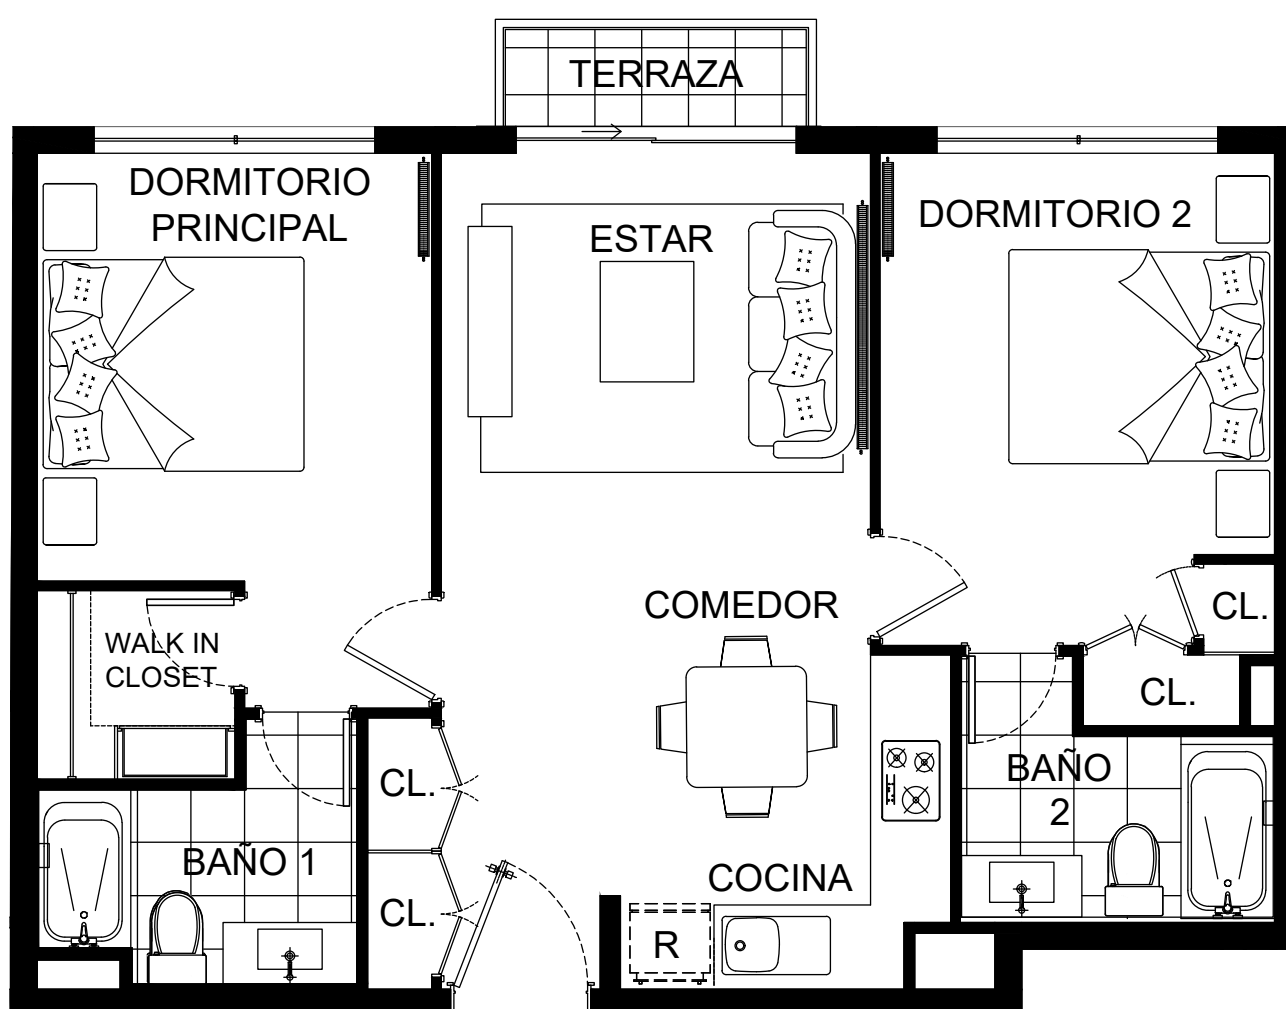 TERRAZA
DORMITORIO
PRINCIPAL
ESTAR
DORMITORIO 2
COMEDOR
WALK IN
CLOSET
CL.
CL.
CL.
BAÑO
2
BAÑO 1
COCINA
CL.
R